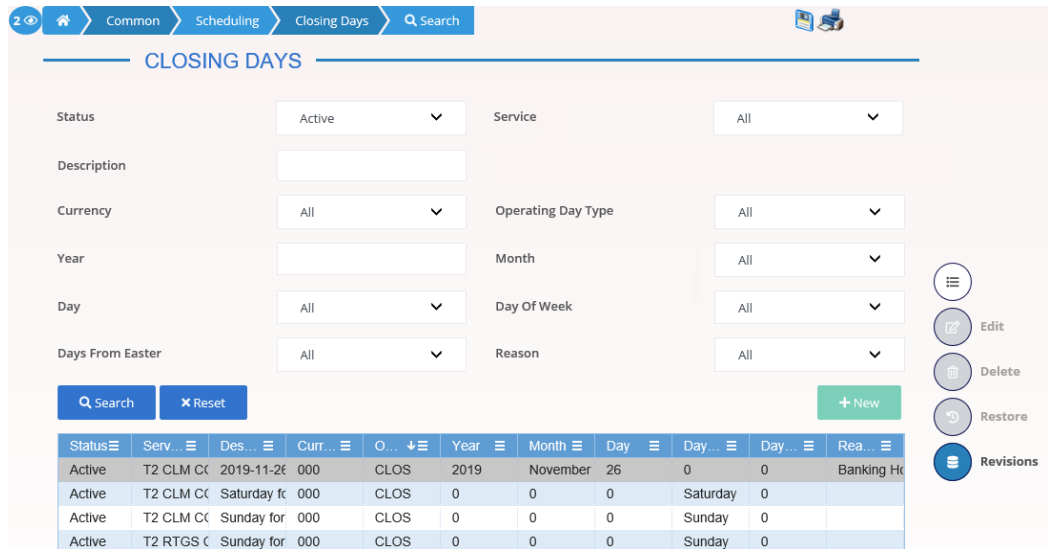 2 Common Scheduling Closing Days Search
CLOSING DAYS
Status Active Service All
Description
Currency All Operating Day Type All
Year Month All
Day All Day Of Week All
Days From Easter All Reason All
Edit
Delete
Restore
Revisions
Search Reset New
Status Serv... Des... Curr... O... Year Month Day Day... Day... Rea...
Active T2 CLM CC 2019-11-26 000 CLOS 2019 November 26 0 0 Banking Ho
Active T2 CLM CC Saturday fo 000 CLOS 0 0 0 Saturday 0
Active T2 CLM CC Sunday for 000 CLOS 0 0 0 Sunday 0
Active T2 RTGS C Sunday for 000 CLOS 0 0 0 Sunday 0